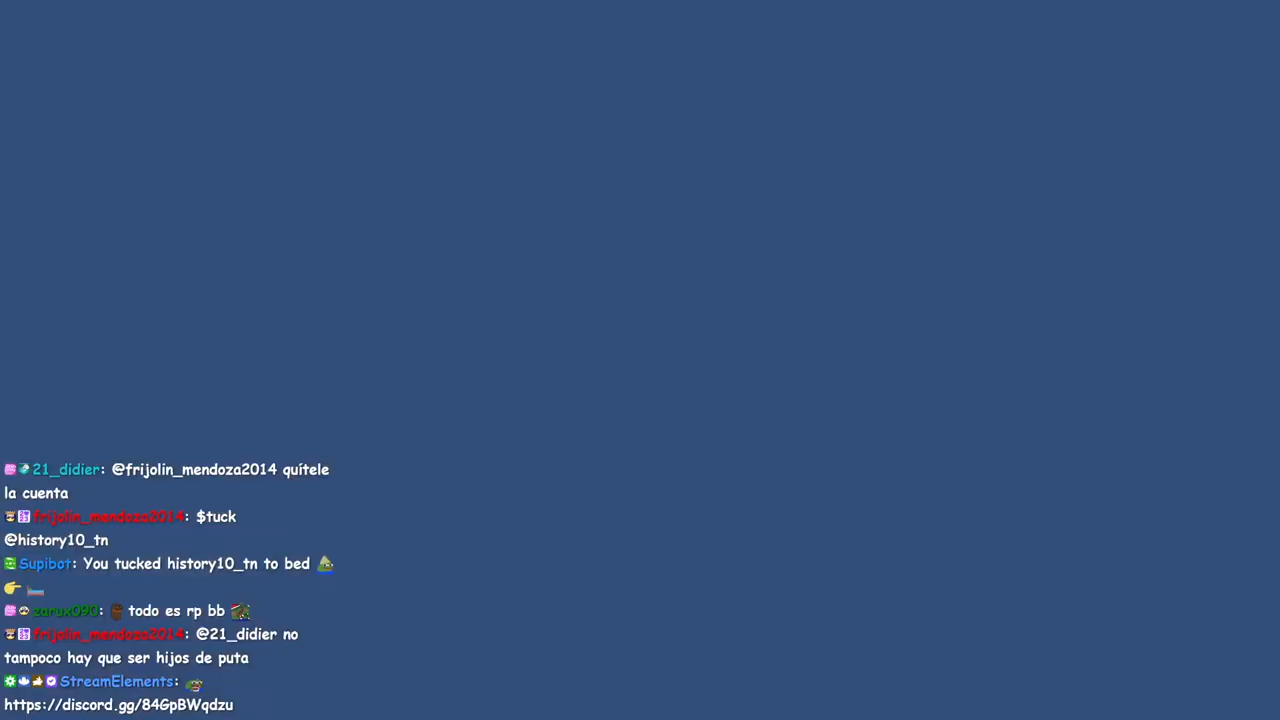 21_didier: @frijolin_mendoza2014 quítele
la cuenta
frijolin_mendoza2014: $tuck
@history10_tn
Supibot: You tucked history10_tn to bed
zarux090: todo es rp bb
frijolin_mendoza2014: @21_didier no
tampoco hay que ser hijos de puta
StreamElements:
https://discord.gg/84GpBWqdzu